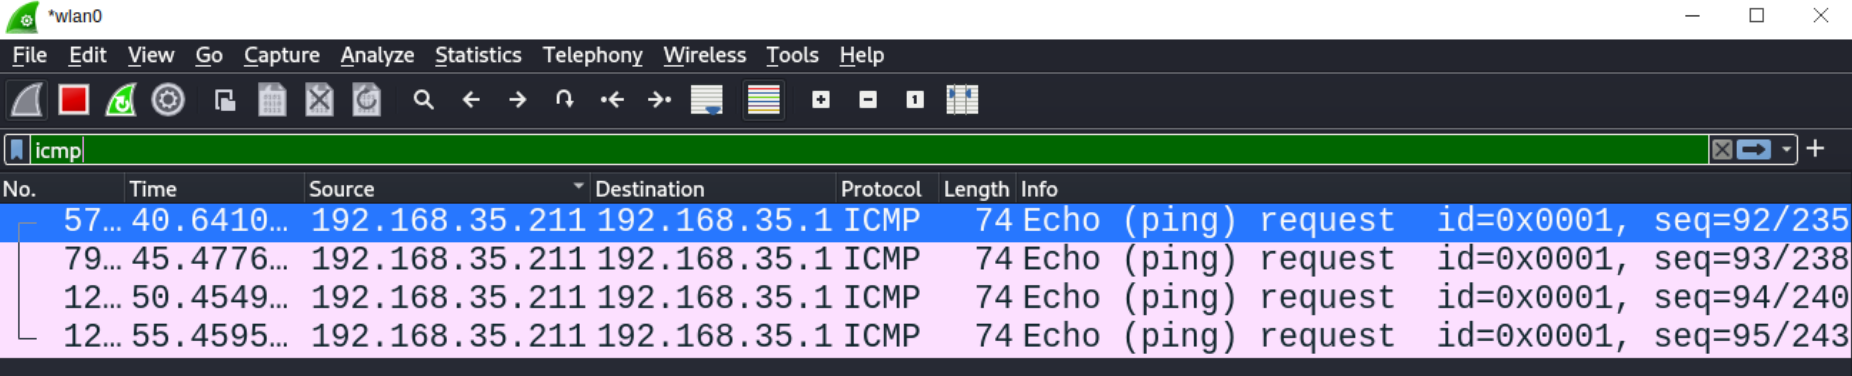 *wlan0
File Edit View Go Capture Analyze Statistics Telephony Wireless Tools Help
icmp
No. Time Source Destination Protocol Length Info
57… 40.6410… 192.168.35.211 192.168.35.1 ICMP 74 Echo (ping) request id=0x0001, seq=92/235
79… 45.4776… 192.168.35.211 192.168.35.1 ICMP 74 Echo (ping) request id=0x0001, seq=93/238
12… 50.4549… 192.168.35.211 192.168.35.1 ICMP 74 Echo (ping) request id=0x0001, seq=94/240
12… 55.4595… 192.168.35.211 192.168.35.1 ICMP 74 Echo (ping) request id=0x0001, seq=95/243